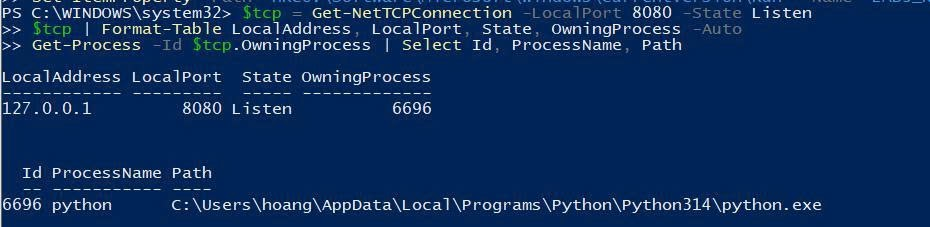 PS C:\WINDOWS\system32> $tcp = Get-NetTCPConnection -LocalPort 8080 -State Listen
>> $tcp | Format-Table LocalAddress, LocalPort, State, OwningProcess -Auto
>> Get-Process -Id $tcp.OwningProcess | Select Id, ProcessName, Path
LocalAddress LocalPort State OwningProcess
------------ --------- ----- -------------
127.0.0.1 8080 Listen 6696
Id ProcessName Path
-- ----------- ----
6696 python C:\Users\hoang\AppData\Local\Programs\Python\Python314\python.exe